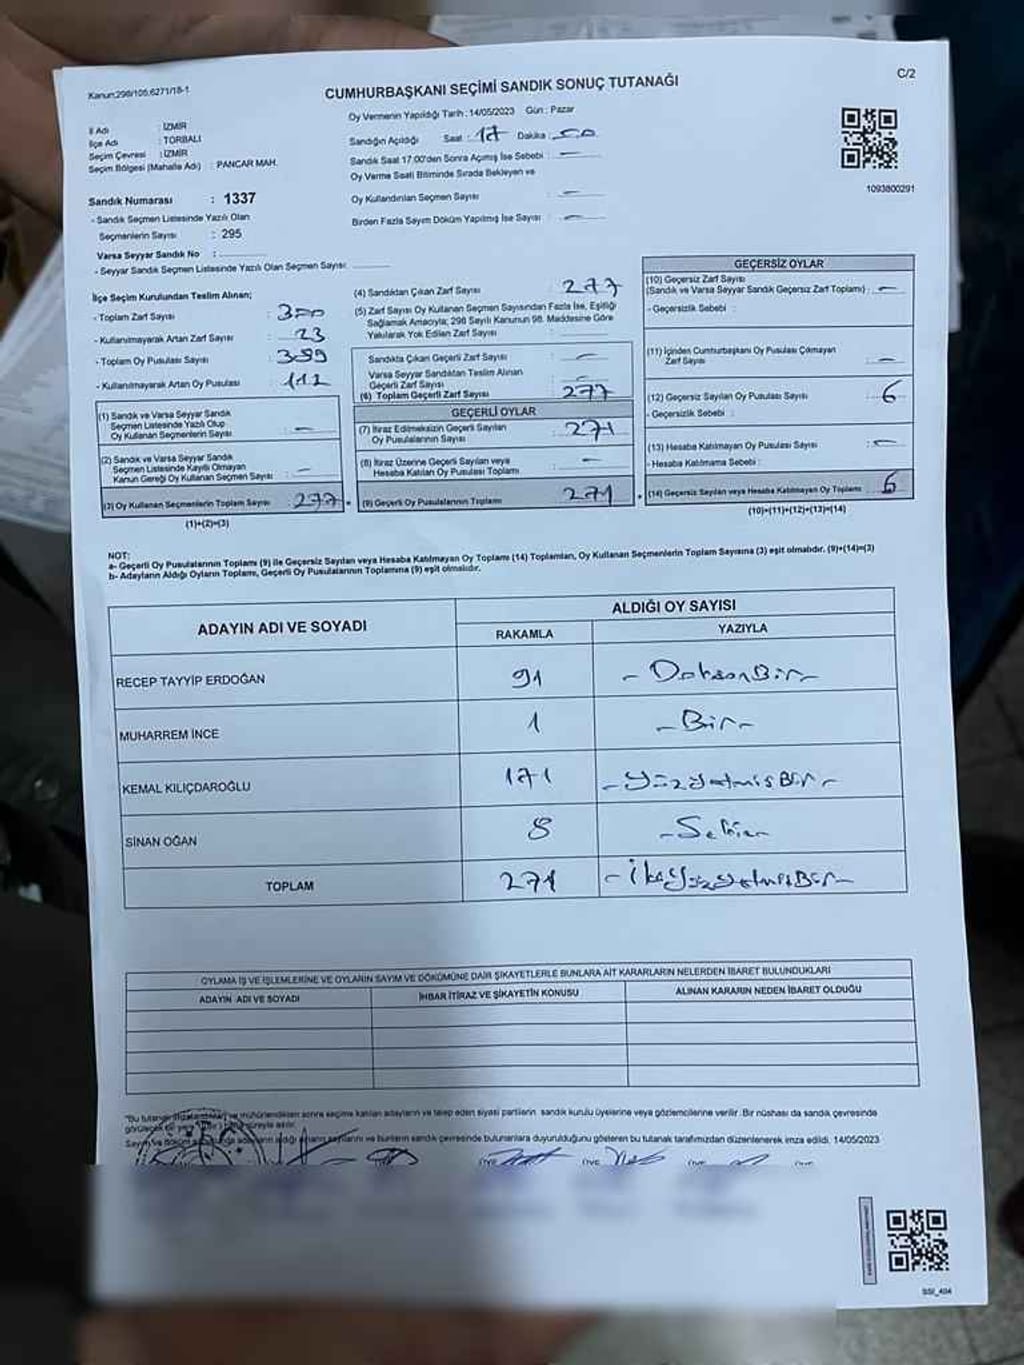 C/2
Kanun:298/105,6271/18-1
CUMHURBAŞKANI SEÇİMİ SANDIK SONUÇ TUTANAĞI
Oy Vermenin Yapıldığı Tarih : 14/05/2023 Gün : Pazar
İl Adı : İZMİR
İlçe Adı : TORBALI
Seçim Çevresi : İZMİR
Seçim Bölgesi (Mahalle Adı) : PANCAR MAH.
Sandığın Açıldığı Saat : 17 Dakika :
Sandık Saat 17:00'den Sonra Açımış İse Sebebi : —
Oy Verme Saati Bitiminde Sırada Bekleyen ve
Oy Kullandırılan Seçmen Sayısı : —
Birden Fazla Sayım Döküm Yapılmış İse Sayısı : —
1093800291
Sandık Numarası : 1337
- Sandık Seçmen Listesinde Yazılı Olan
Seçmenlerin Sayısı : 295
Varsa Seyyar Sandık No :
- Seyyar Sandık Seçmen Listesinde Yazılı Olan Seçmen Sayısı:
İlçe Seçim Kurulundan Teslim Alınan;
- Toplam Zarf Sayısı : 300
- Kullanılmayarak Artan Zarf Sayısı : 23
- Toplam Oy Pusulası Sayısı : 399
- Kullanılmayarak Artan Oy Pusulası : 112
(1) Sandık ve Varsa Seyyar Sandık
Seçmen Listesinde Yazılı Olup
Oy Kullanan Seçmenlerin Sayısı : —
(2) Sandık ve Varsa Seyyar Sandık
Seçmen Listesinde Kayıtlı Olmayan
Kanun Gereği Oy Kullanan Seçmen Sayısı : —
(3) Oy Kullanan Seçmenlerin Toplam Sayısı : 277
(1)+(2)=(3)
(4) Sandıktan Çıkan Zarf Sayısı : 277
(5) Zarf Sayısı Oy Kullanan Seçmen Sayısından Fazla İse, Eşitliği
Sağlamak Amacıyla; 298 Sayılı Kanunun 98. Maddesine Göre
Yakılarak Yok Edilen Zarf Sayısı :
Sandıkta Çıkan Geçerli Zarf Sayısı : —
Varsa Seyyar Sandıktan Teslim Alınan
Geçerli Zarf Sayısı : —
(6) Toplam Geçerli Zarf Sayısı : 277
GEÇERLİ OYLAR
(7) İtiraz Edilmeksizin Geçerli Sayılan
Oy Pusulalarının Sayısı : 271
(8) İtiraz Üzerine Geçerli Sayılan veya
Hesaba Katılan Oy Pusulası Toplamı : —
(9) Geçerli Oy Pusulalarının Toplamı : 271
GEÇERSİZ OYLAR
(10) Geçersiz Zarf Sayısı
(Sandık ve Varsa Seyyar Sandık Geçersiz Zarf Toplamı) : —
- Geçersizlik Sebebi :
(11) İçinden Cumhurbaşkanı Oy Pusulası Çıkmayan
Zarf Sayısı : —
(12) Geçersiz Sayılan Oy Pusulası Sayısı : 6
- Geçersizlik Sebebi :
(13) Hesaba Katılmayan Oy Pusulası Sayısı : —
- Hesaba Katılmama Sebebi :
(14) Geçersiz Sayılan veya Hesaba Katılmayan Oy Toplamı : 6
(10)+(11)+(12)+(13)=(14)
NOT:
a- Geçerli Oy Pusulalarının Toplamı (9) ile Geçersiz Sayılan veya Hesaba Katılmayan Oy Toplamı (14) Toplamları, Oy Kullanan Seçmenlerin Toplam Sayısına (3) eşit olmalıdır. (9)+(14)=(3)
b- Adayların Aldığı Oyların Toplamı, Geçerli Oy Pusulalarının Toplamına (9) eşit olmalıdır.
ADAYIN ADI VE SOYADI
ALDIĞI OY SAYISI
RAKAMLA YAZIYLA
RECEP TAYYİP ERDOĞAN 91 - DoksanBir -
MUHARREM İNCE 1 - Bir -
KEMAL KILIÇDAROĞLU 171 - YüzYetmişBir -
SİNAN OĞAN 8 - Sekiz -
TOPLAM 271 - İkiYüzyetmişBir -
OYLAMA İŞ VE İŞLEMLERİNE VE OYLARIN SAYIM VE DÖKÜMÜNE DAİR ŞİKAYETLERLE BUNLARA AİT KARARLARIN NELERDEN İBARET BULUNDUKLARI
ADAYIN ADI VE SOYADI İHBAR İTİRAZ VE ŞİKAYETİN KONUSU ALINAN KARARIN NEDEN İBARET OLDUĞU
"Bu tutanak ve mühürlendikten sonra seçime katılan adayların ve talep eden siyasi partilerin sandık kurulu üyelerine veya gözlemcilerine verilir. Bir nüshası da sandık çevresinde
görülecek bir yere süreyle asılır.
Sayım ve döküm adayların aldığı oyların sayılarını ve bunların sandık çevresinde bulunanlara duyurulduğunu gösteren bu tutanak tarafımızdan düzenlenerek imza edildi. 14/05/2023
SSI_404